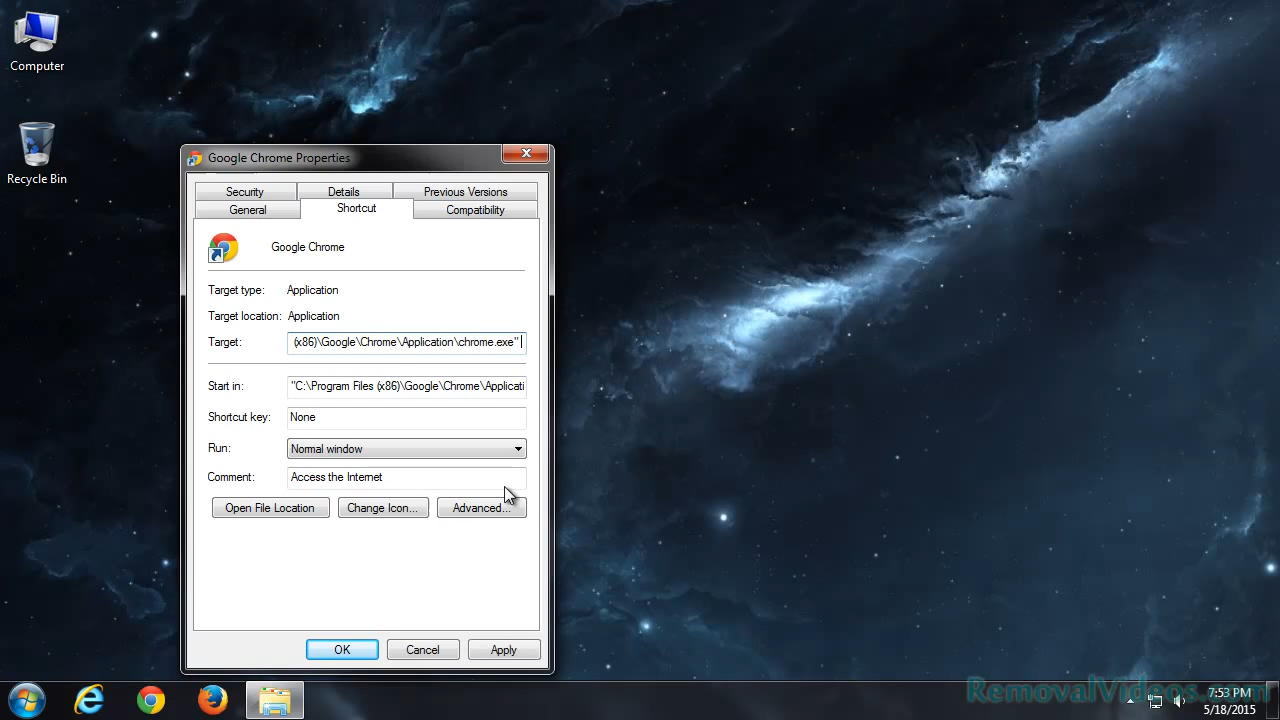 Computer
Recycle Bin
Google Chrome Properties
Security
Details
Previous Versions
General
Shortcut
Compatibility
Google Chrome
Target type: Application
Target location: Application
Target: (x86)\Google\Chrome\Application\chrome.exe"
Start in: "C:\Program Files (x86)\Google\Chrome\Applicati
Shortcut key: None
Run: Normal window
Comment: Access the Internet
Open File Location
Change Icon...
Advanced...
OK
Cancel
Apply
RemovalVideos.com
7:53 PM
5/18/2015